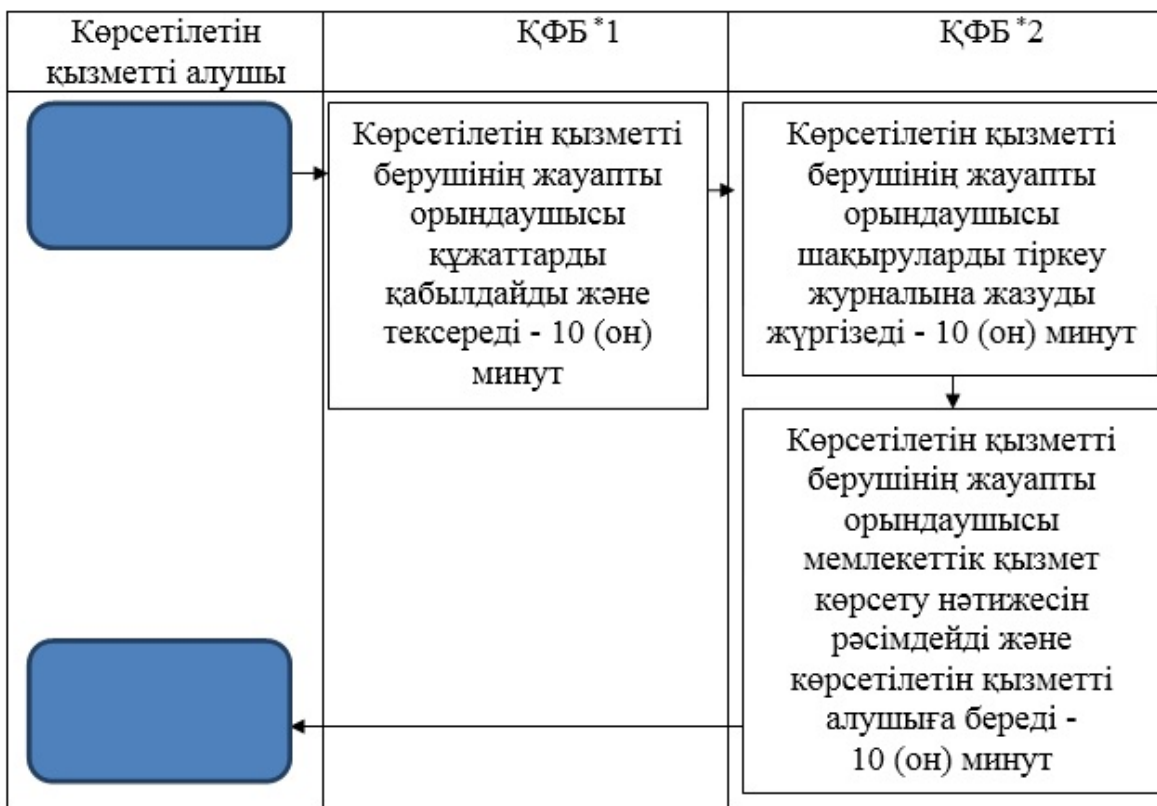 Көрсетілетін
қызметті алушы
ҚФБ *1
ҚФБ *2
Көрсетілетін қызметті
берушінің жауапты
орындаушысы
құжаттарды
қабылдайды және
тексереді - 10 (он)
минут
Көрсетілетін қызметті
берушінің жауапты
орындаушысы
шақыруларды тіркеу
журналына жазуды
жүргізеді - 10 (он) минут
Көрсетілетін қызметті
берушінің жауапты
орындаушысы
мемлекеттік қызмет
көрсету нәтижесін
рәсімдейді және
көрсетілетін қызметті
алушыға береді -
10 (он) минут